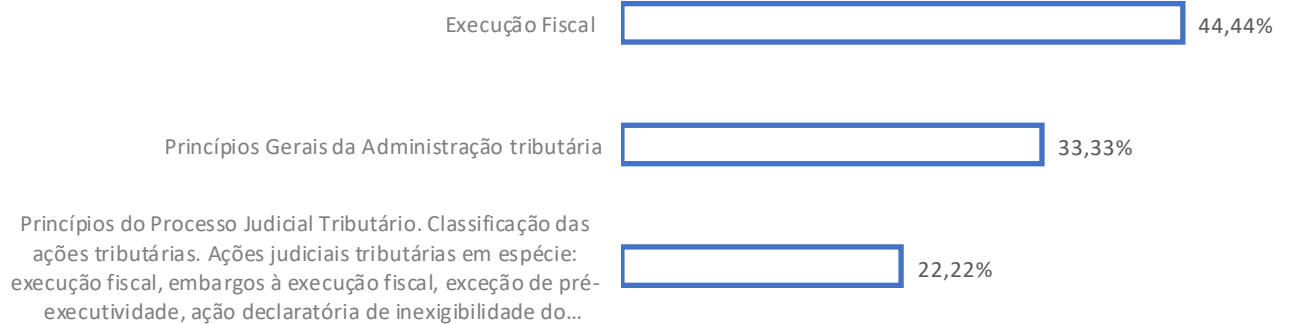 Execução Fiscal
44,44%
Princípios Gerais da Administração tributária
33,33%
Princípios do Processo Judicial Tributário. Classificação das
ações tributárias. Ações judiciais tributárias em espécie:
execução fiscal, embargos à execução fiscal, exceção de pré-
executividade, ação declaratória de inexigibilidade do...
22,22%